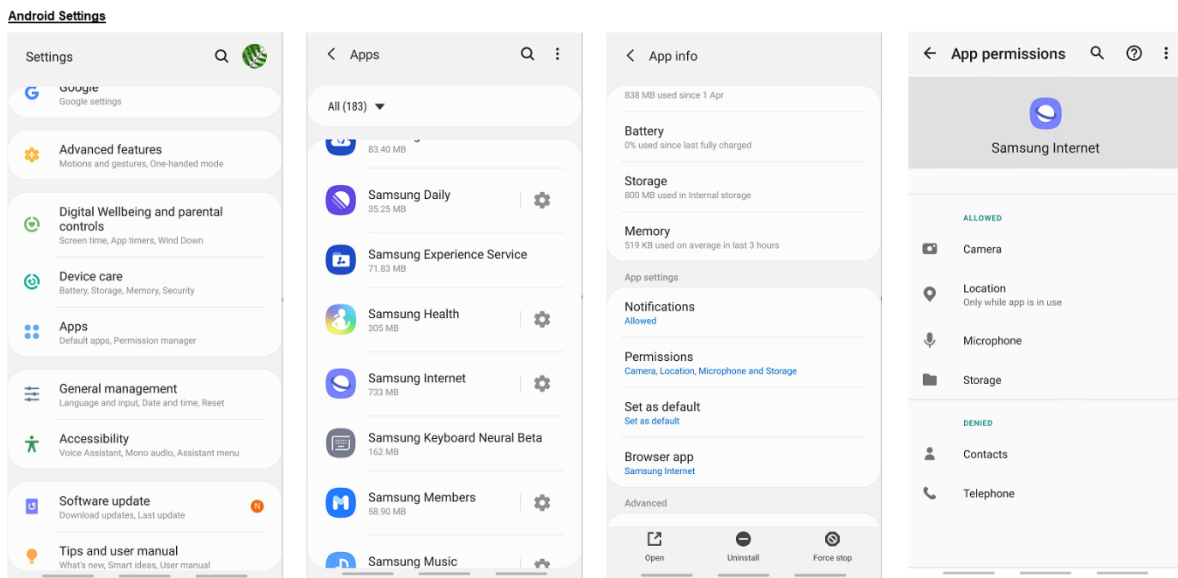 Android Settings
Settings
Google
Google settings
Advanced features
Motions and gestures, One-handed mode
Digital Wellbeing and parental
controls
Screen time, App timers, Wind Down
Device care
Battery, Storage, Memory, Security
Apps
Default apps, Permission manager
General management
Language and input, Date and time, Reset
Accessibility
Voice Assistant, Mono audio, Assistant menu
Software update
Download updates, Last update
N
Tips and user manual
What's new, Smart ideas, User manual
Apps
All (183)
83.40 MB
Samsung Daily
35.25 MB
Samsung Experience Service
71.83 MB
Samsung Health
305 MB
Samsung Internet
733 MB
Samsung Keyboard Neural Beta
162 MB
Samsung Members
58.90 MB
Samsung Music
App info
838 MB used since 1 Apr
Battery
0% used since last fully charged
Storage
800 MB used in Internal storage
Memory
519 KB used on average in last 3 hours
App settings
Notifications
Allowed
Permissions
Camera, Location, Microphone and Storage
Set as default
Set as default
Browser app
Samsung Internet
Advanced
Open
Uninstall
Force stop
App permissions
Samsung Internet
ALLOWED
Camera
Location
Only while app is in use
Microphone
Storage
DENIED
Contacts
Telephone